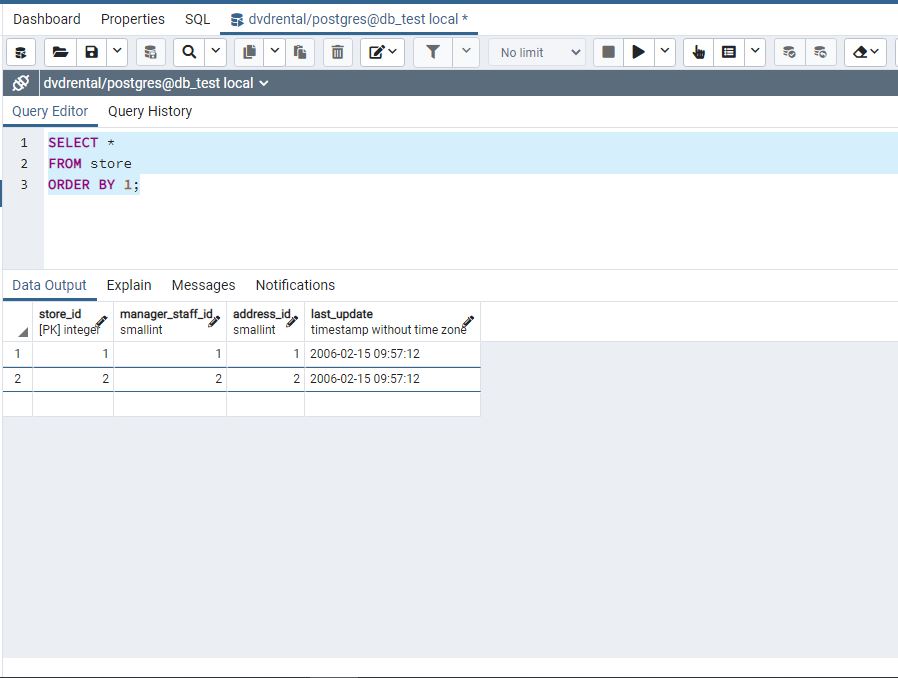 Dashboard Properties SQL dvdrental/postgres@db_test local *
No limit
dvdrental/postgres@db_test local
Query Editor Query History
1 SELECT *
2 FROM store
3 ORDER BY 1;
Data Output Explain Messages Notifications
store_id manager_staff_id address_id last_update
[PK] integer smallint smallint timestamp without time zone
1 1 1 1 2006-02-15 09:57:12
2 2 2 2 2006-02-15 09:57:12